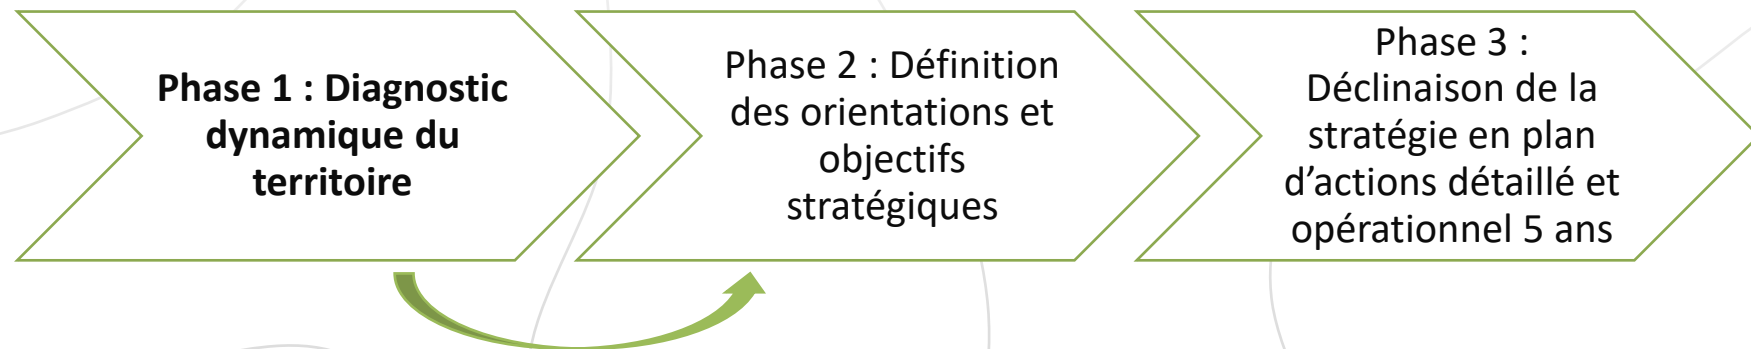 Phase 1 : Diagnostic
dynamique du
territoire
Phase 2 : Définition
des orientations et
objectifs
stratégiques
Phase 3 :
Déclinaison de la
stratégie en plan
d’actions détaillé et
opérationnel 5 ans